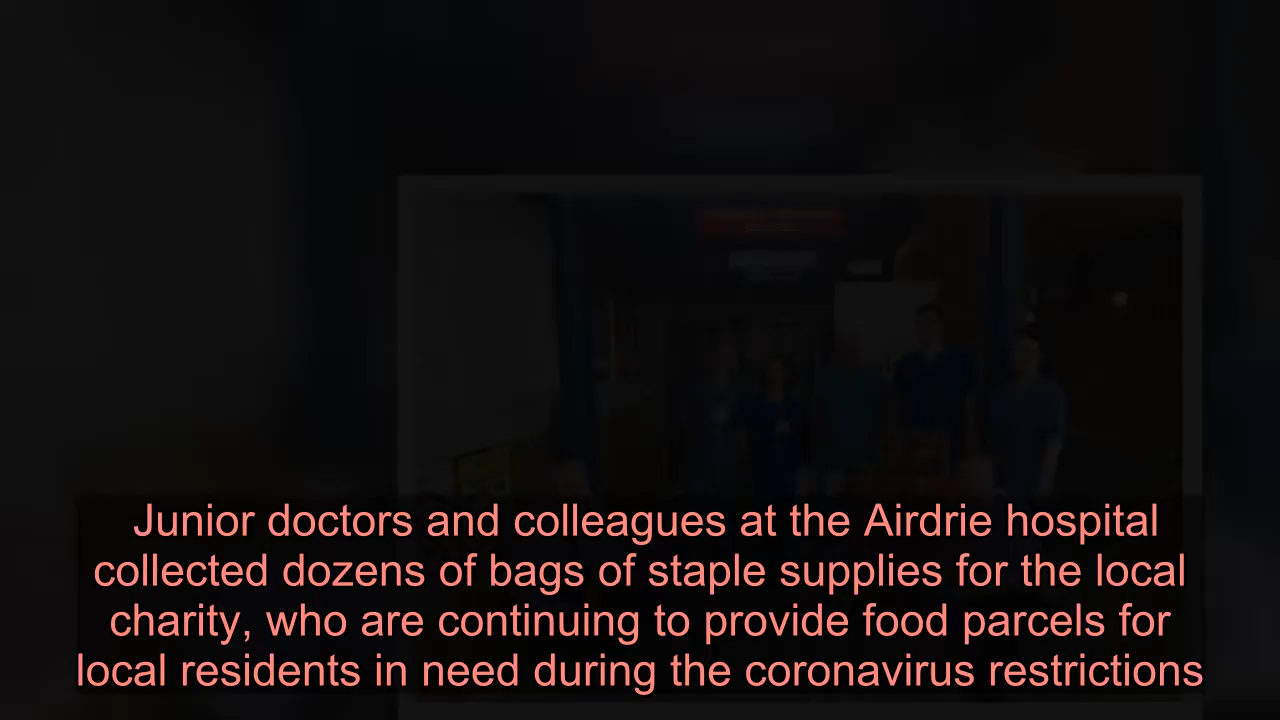 Junior doctors and colleagues at the Airdrie hospital
collected dozens of bags of staple supplies for the local
charity, who are continuing to provide food parcels for
local residents in need during the coronavirus restrictions